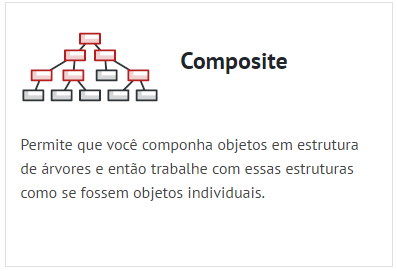 Composite
Permite que você componha objetos em estrutura
de árvores e então trabalhe com essas estruturas
como se fossem objetos individuais.